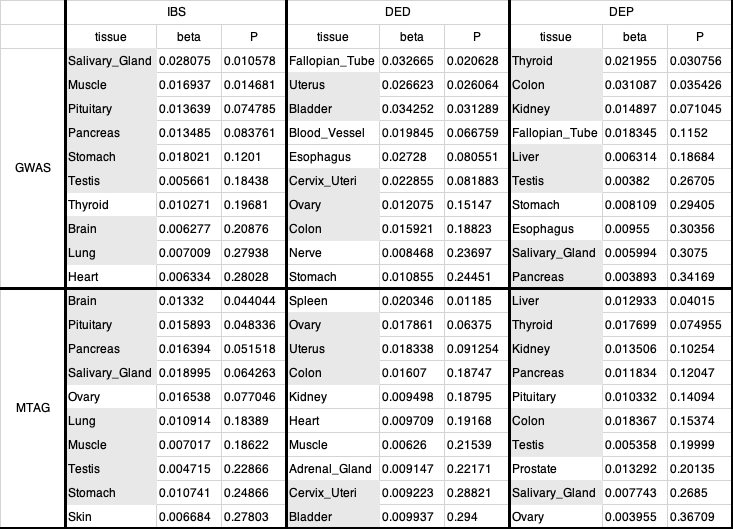 IBS DED DEP
tissue beta P tissue beta P tissue beta P
Salivary_Gland 0.028075 0.010578 Fallopian_Tube 0.032665 0.020628 Thyroid 0.021955 0.030756
Muscle 0.016937 0.014681 Uterus 0.026623 0.026064 Colon 0.031087 0.035426
Pituitary 0.013639 0.074785 Bladder 0.034252 0.031289 Kidney 0.014897 0.071045
Pancreas 0.013485 0.083761 Blood_Vessel 0.019845 0.066759 Fallopian_Tube 0.018345 0.1152
Stomach 0.018021 0.1201 Esophagus 0.02728 0.080551 Liver 0.006314 0.18684
GWAS
Testis 0.005661 0.18438 Cervix_Uteri 0.022855 0.081883 Testis 0.00382 0.26705
Thyroid 0.010271 0.19681 Ovary 0.012075 0.15147 Stomach 0.008109 0.29405
Brain 0.006277 0.20876 Colon 0.015921 0.18823 Esophagus 0.00955 0.30356
Lung 0.007009 0.27938 Nerve 0.008468 0.23697 Salivary_Gland 0.005994 0.3075
Heart 0.006334 0.28028 Stomach 0.010855 0.24451 Pancreas 0.003893 0.34169
Brain 0.01332 0.044044 Spleen 0.020346 0.01185 Liver 0.012933 0.04015
Pituitary 0.015893 0.048336 Ovary 0.017861 0.06375 Thyroid 0.017699 0.074955
Pancreas 0.016394 0.051518 Uterus 0.018338 0.091254 Kidney 0.013506 0.10254
Salivary_Gland 0.018995 0.064263 Colon 0.01607 0.18747 Pancreas 0.011834 0.12047
Ovary 0.016538 0.077046 Kidney 0.009498 0.18795 Pituitary 0.010332 0.14094
MTAG
Lung 0.010914 0.18389 Heart 0.009709 0.19168 Colon 0.018367 0.15374
Muscle 0.007017 0.18622 Muscle 0.00626 0.21539 Testis 0.005358 0.19999
Testis 0.004715 0.22866 Adrenal_Gland 0.009147 0.22171 Prostate 0.013292 0.20135
Stomach 0.010741 0.24866 Cervix_Uteri 0.009223 0.28821 Salivary_Gland 0.007743 0.2685
Skin 0.006684 0.27803 Bladder 0.009937 0.294 Ovary 0.003955 0.36709